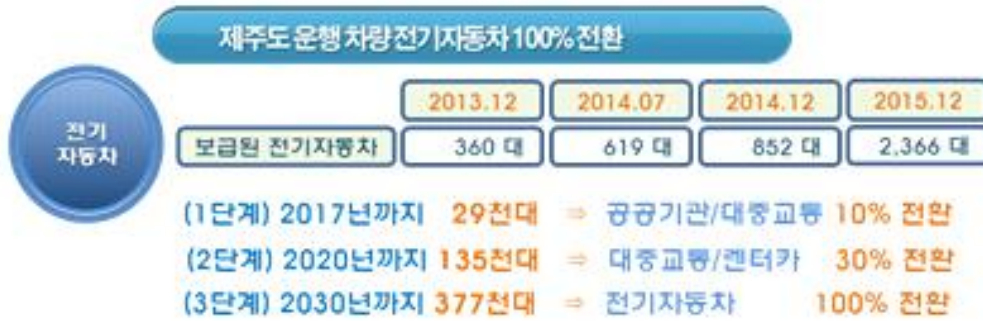 제주도 운행 차량 전기자동차 100% 전환
전기
자동차
2013.12 2014.07 2014.12 2015.12
보급된 전기자동차 360 대 619 대 852 대 2,366 대
(1단계) 2017년까지 29천대 ⇒ 공공기관/대중교통 10% 전환
(2단계) 2020년까지 135천대 ⇒ 대중교통/렌터카 30% 전환
(3단계) 2030년까지 377천대 ⇒ 전기자동차 100% 전환